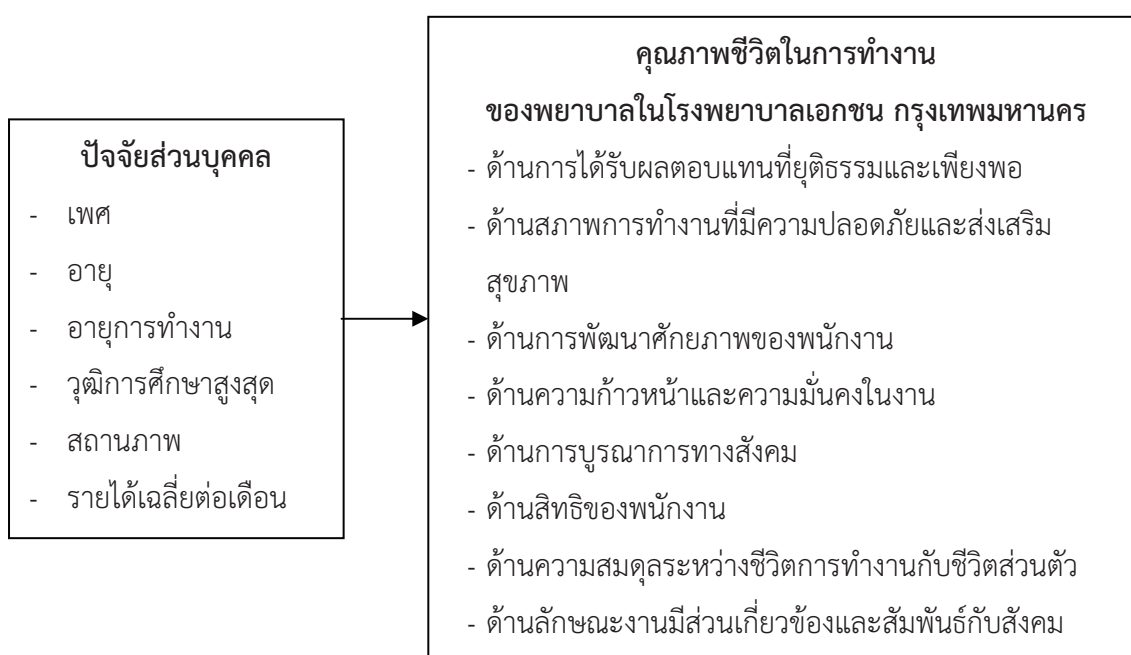 ปัจจัยส่วนบุคคล
- เพศ
- อายุ
- อายุการทำงาน
- วุฒิการศึกษาสูงสุด
- สถานภาพ
- รายได้เฉลี่ยต่อเดือน
คุณภาพชีวิตในการทำงาน
ของพยาบาลในโรงพยาบาลเอกชน กรุงเทพมหานคร
- ด้านการได้รับผลตอบแทนที่ยุติธรรมและเพียงพอ
- ด้านสภาพการทำงานที่มีความปลอดภัยและส่งเสริม
สุขภาพ
- ด้านการพัฒนาศักยภาพของพนักงาน
- ด้านความก้าวหน้าและความมั่นคงในงาน
- ด้านการบูรณาการทางสังคม
- ด้านสิทธิของพนักงาน
- ด้านความสมดุลระหว่างชีวิตการทำงานกับชีวิตส่วนตัว
- ด้านลักษณะงานมีส่วนเกี่ยวข้องและสัมพันธ์กับสังคม